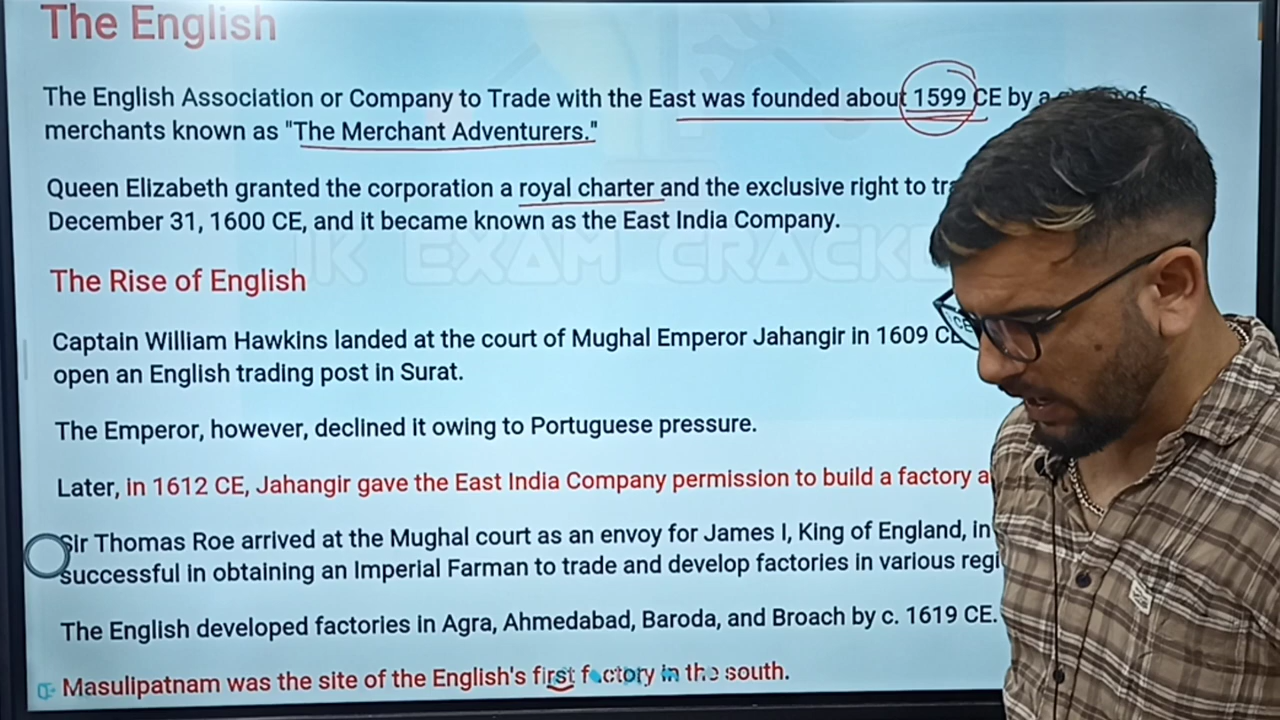 The English
The English Association or Company to Trade with the East was founded about 1599 CE by a of
merchants known as "The Merchant Adventurers."
Queen Elizabeth granted the corporation a royal charter and the exclusive right to
December 31, 1600 CE, and it became known as the East India Company.
JK EXAM
The Rise of English
Captain William Hawkins landed at the court of Mughal Emperor Jahangir in 1609 CE
open an English trading post in Surat.
The Emperor, however, declined it owing to Portuguese pressure.
Later, in 1612 CE, Jahangir gave the East India Company permission to build a factory
Sir Thomas Roe arrived at the Mughal court as an envoy for James I, King of England, in
successful in obtaining an Imperial Farman to trade and develop factories in various
The English developed factories in Agra, Ahmedabad, Baroda, and Broach by c. 1619 CE.
Masulipatnam was the site of the English's first factory in the south.